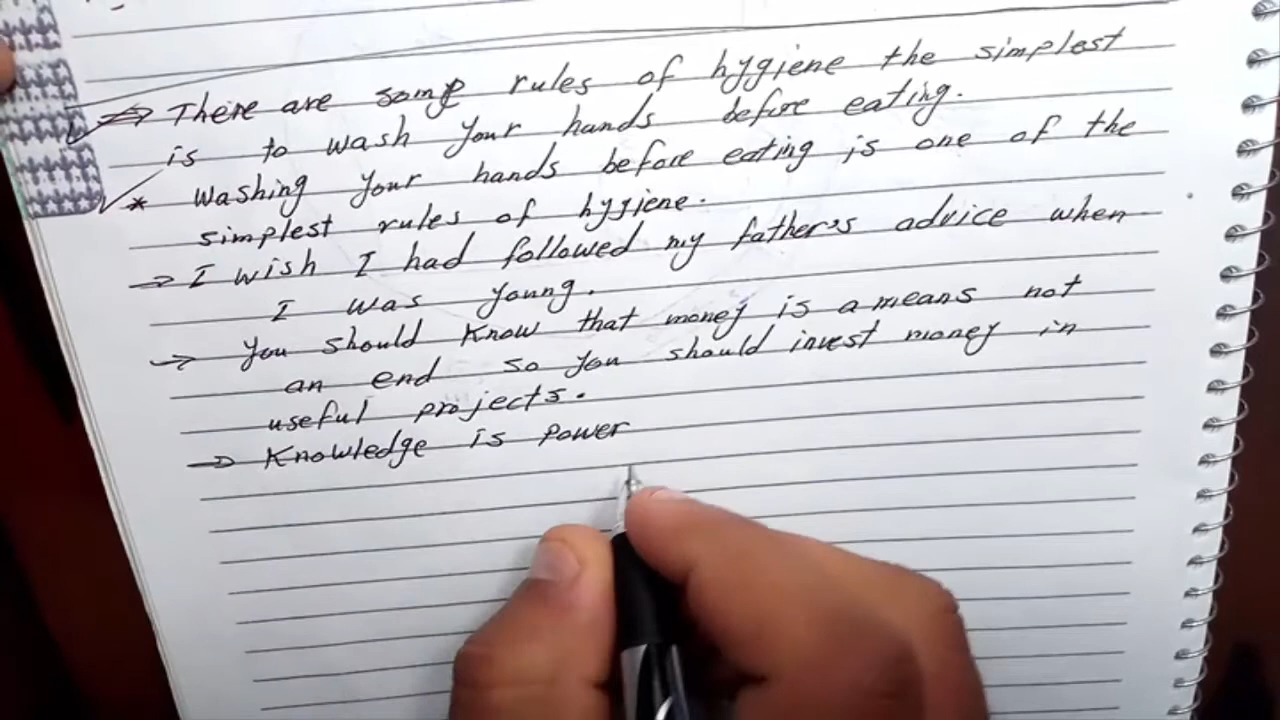 There are some rules of hygiene the simplest
is to wash your hands before eating.
* Washing your hands before eating is one of the
simplest rules of hygiene.
→ I wish I had followed my father's advice when
I was young.
→ You should Know that money is a means not
an end so you should invest money in
useful projects.
→ Knowledge is power